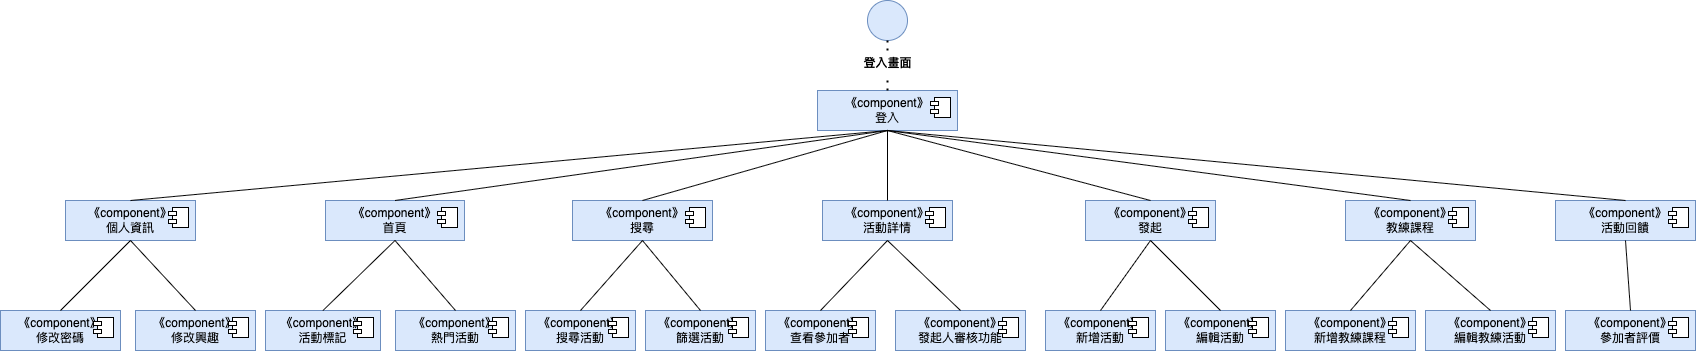 登入畫面
《component》
登入
《component》
個人資訊
《component》
首頁
《component》
搜尋
《component》
活動詳情
《component》
發起
《component》
教練課程
《component》
活動回饋
《component》
修改密碼
《component》
修改興趣
《component》
活動標記
《component》
熱門活動
《component》
搜尋活動
《component》
篩選活動
《component》
查看參加者
《component》
發起人審核功能
《component》
新增活動
《component》
編輯活動
《component》
新增教練課程
《component》
編輯教練活動
《component》
參加者評價